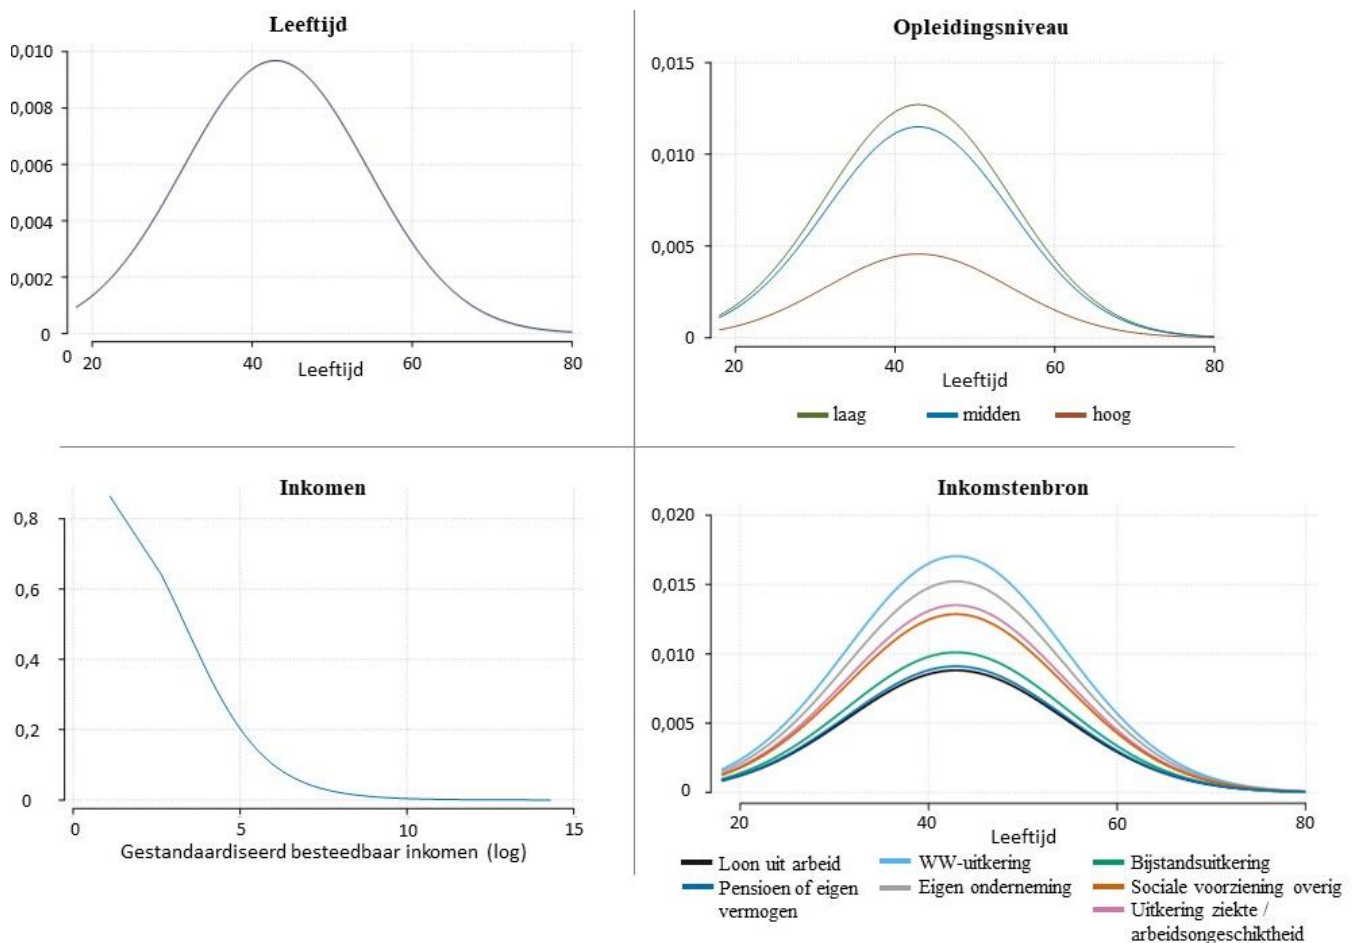 Leeftijd
0,010
0,008
0,006
0,004
0,002
0
0 20 40 60 80
Leeftijd
Opleidingsniveau
0,015
0,010
0,005
0
20 40 60 80
Leeftijd
laag midden hoog
Inkomen
0,8
0,6
0,4
0,2
0
0 5 10 15
Gestandaardiseerd besteedbaar inkomen (log)
Inkomstenbron
0,020
0,015
0,010
0,005
0
20 40 60 80
Leeftijd
Loon uit arbeid
Pensioen of eigen
vermogen
WW-uitkering
Eigen onderneming
Bijstandsuitkering
Sociale voorziening overig
Uitkering ziekte /
arbeidsongeschiktheid